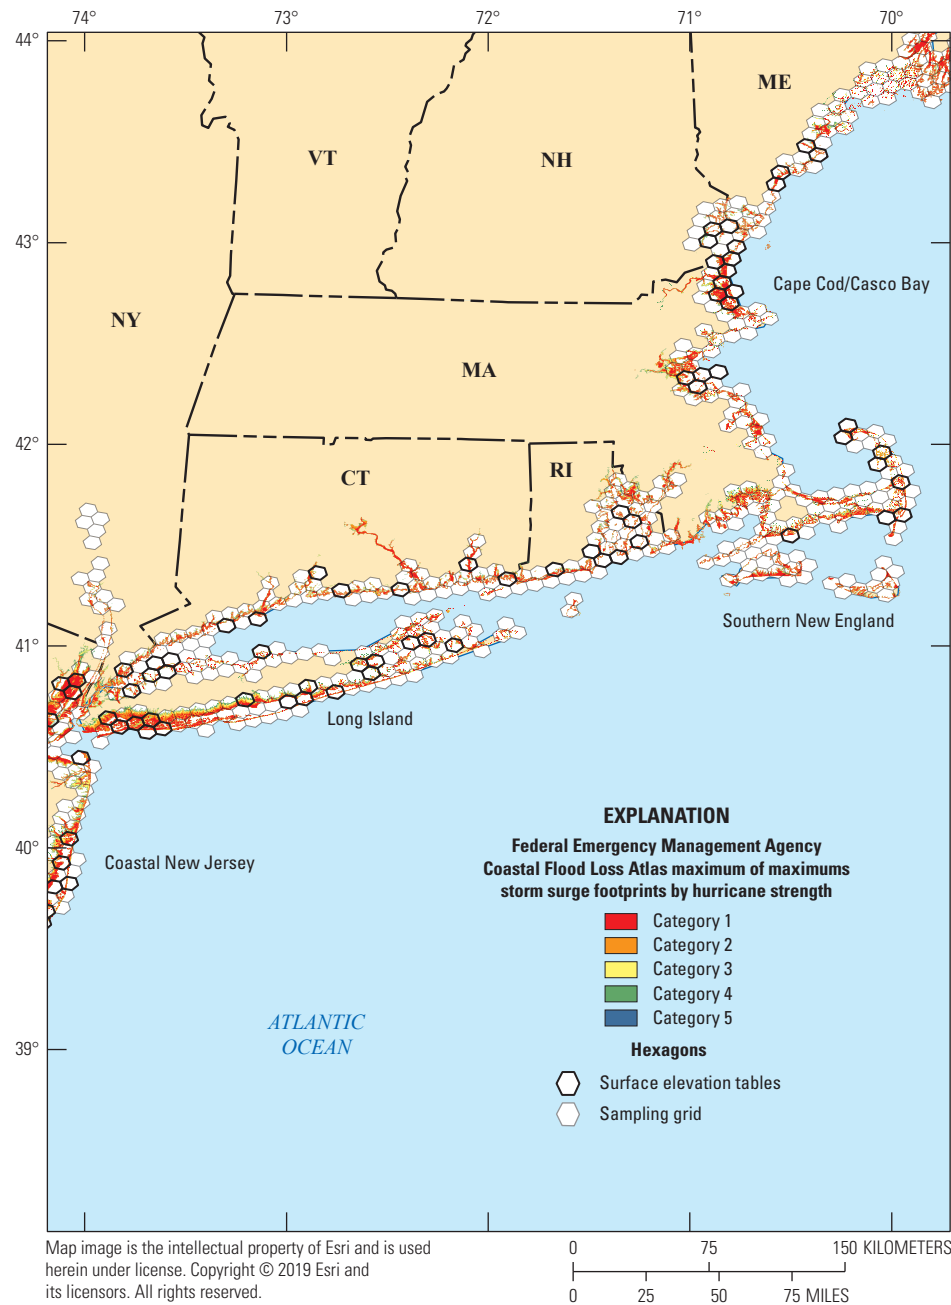 74° 73° 72° 71° 70°
44°
ME
VT
NH
43°
Cape Cod/Casco Bay
NY
MA
42°
CT
RI
Southern New England
41°
Long Island
EXPLANATION
Federal Emergency Management Agency
Coastal Flood Loss Atlas maximum of maximums
storm surge footprints by hurricane strength
40°
Coastal New Jersey
Category 1
Category 2
Category 3
Category 4
Category 5
ATLANTIC
OCEAN
39°
Hexagons
Surface elevation tables
Sampling grid
Map image is the intellectual property of Esri and is used
herein under license. Copyright © 2019 Esri and
its licensors. All rights reserved.
0 75 150 KILOMETERS
0 25 50 75 MILES